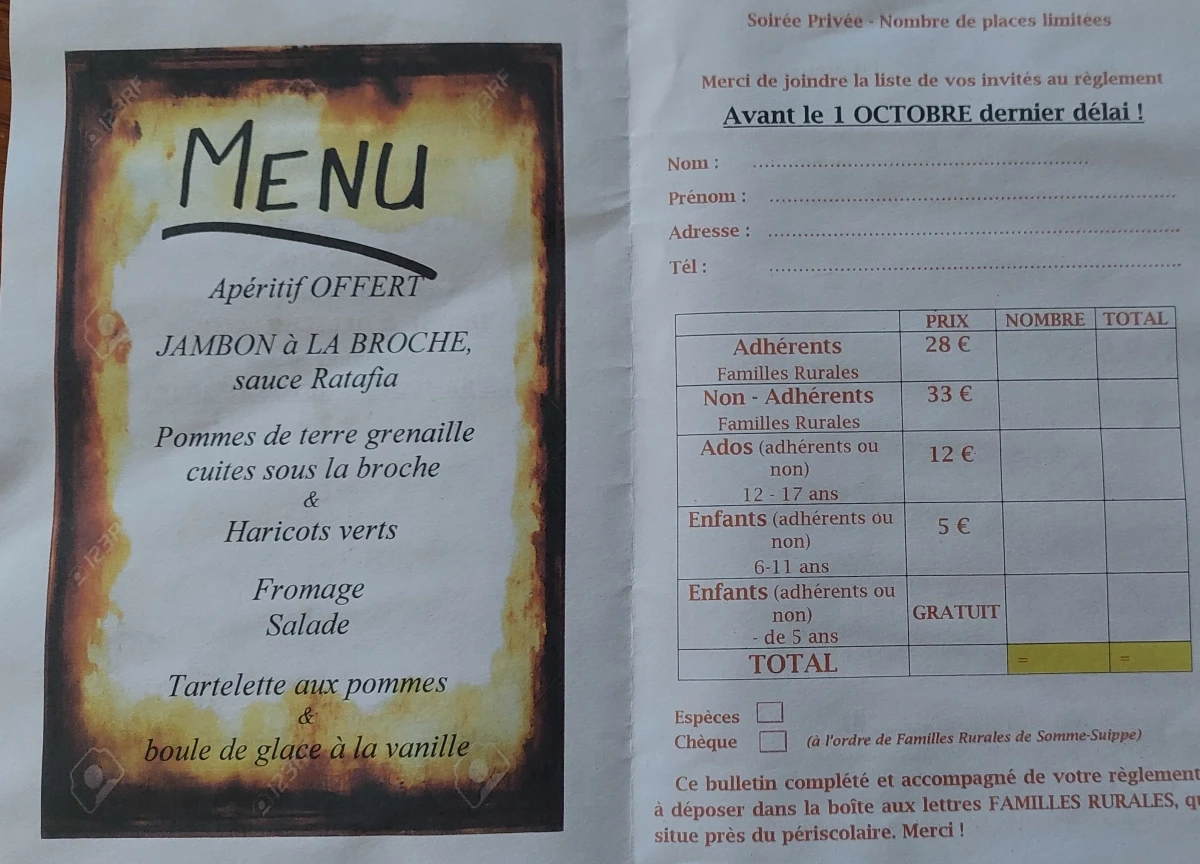 MENU
Apéritif OFFERT
JAMBON à LA BROCHE,
sauce Ratafia
Pommes de terre grenaille
cuites sous la broche
&
Haricots verts
Fromage
Salade
Tartelette aux pommes
&
boule de glace à la vanille
123RF
123RF
123RF
123RF
Soirée Privée - Nombre de places limitées
Merci de joindre la liste de vos invités au règlement
Avant le 1 OCTOBRE dernier délai !
Nom :
Prénom :
Adresse :
Tél :
PRIX NOMBRE TOTAL
Adhérents 28 €
Familles Rurales
Non - Adhérents 33 €
Familles Rurales
Ados (adhérents ou 12 €
non)
12 - 17 ans
Enfants (adhérents ou 5 €
non)
6-11 ans
Enfants (adhérents ou
non) GRATUIT
- de 5 ans
TOTAL = =
Espèces
Chèque (à l'ordre de Familles Rurales de Somme-Suippe)
Ce bulletin complété et accompagné de votre règlement
à déposer dans la boîte aux lettres FAMILLES RURALES, qu
situe près du périscolaire. Merci !